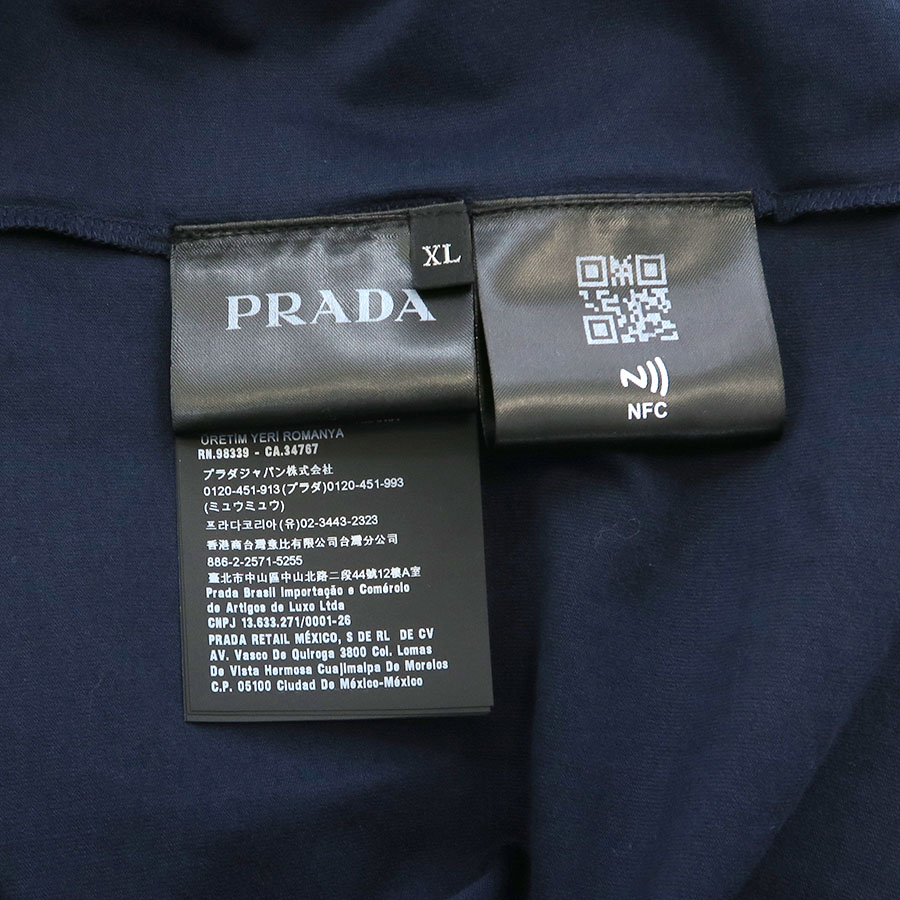 XL
PRADA
NFC
ÜRETİM YERİ ROMANYA
RN.98339 - CA.34767
プラダジャパン株式会社
0120-451-913(プラダ)0120-451-993
(ミュウミュウ)
프라다코리아(유)02-3443-2323
香港商台灣意比有限公司台灣分公司
886-2-2571-5255
臺北市中山區中山北路二段44號12樓A室
Prada Brasil Importação e Comércio
de Artigos de Luxo Ltda
CNPJ 13.633.271/0001-26
PRADA RETAIL MÉXICO, S DE RL DE CV
AV. Vasco De Quiroga 3800 Col. Lomas
De Vista Hermosa Cuajimalpa De Morelos
C.P. 05100 Ciudad De México-México